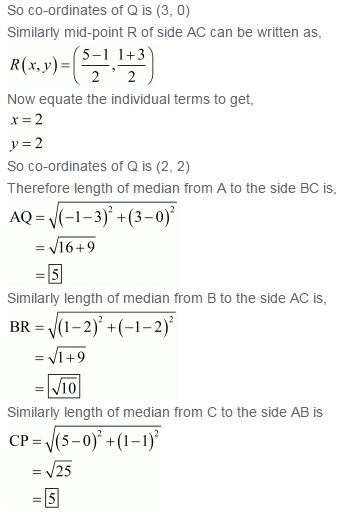 So co-ordinates of Q is (3, 0)
Similarly mid-point R of side AC can be written as,
R(x, y) = ((5−1)/2, (1+3)/2)
Now equate the individual terms to get,
x = 2
y = 2
So co-ordinates of Q is (2, 2)
Therefore length of median from A to the side BC is,
AQ = √((−1−3)² + (3−0)²)
= √(16+9)
= 5
Similarly length of median from B to the side AC is,
BR = √((1−2)² + (−1−2)²)
= √(1+9)
= √10
Similarly length of median from C to the side AB is
CP = √((5−0)² + (1−1)²)
= √25
= 5